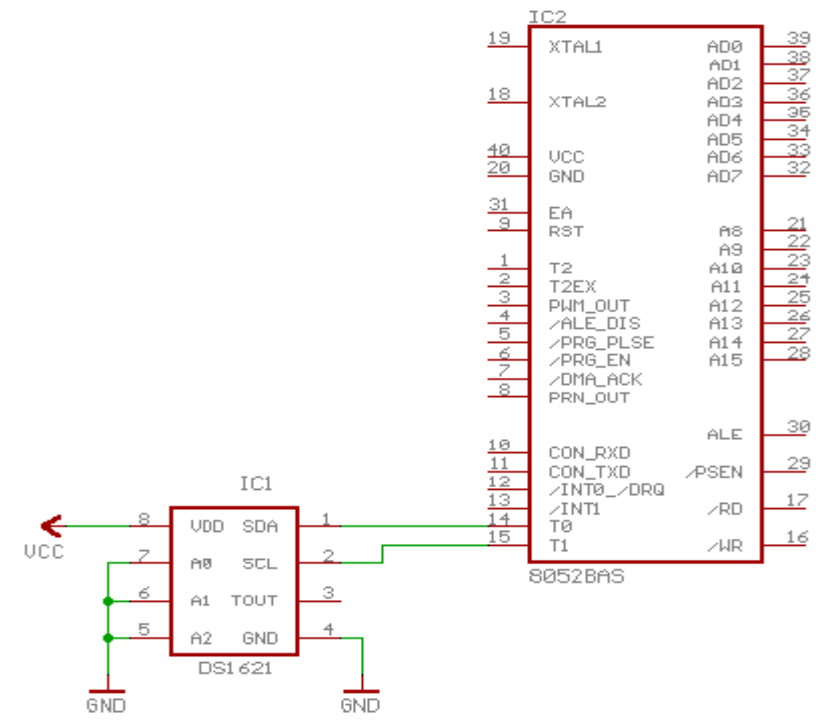 IC2
19 XTAL1 AD0 39
AD1 38
AD2 37
18 XTAL2 AD3 36
AD4 35
AD5 34
40 VCC AD6 33
20 GND AD7 32
31 EA
9 RST A8 21
A9 22
1 T2 A10 23
2 T2EX A11 24
3 PWM_OUT A12 25
4 /ALE_DIS A13 26
5 /PRG_PLSE A14 27
6 /PRG_EN A15 28
7 /DMA_ACK
8 PRN_OUT
ALE 30
10 CON_RXD
11 CON_TXD /PSEN 29
12 /INT0_/DRQ
13 /INT1 /RD 17
14 T0
15 T1 /WR 16
8052BAS
IC1
VCC
8 VDD SDA 1
7 A0 SCL 2
6 A1 TOUT 3
5 A2 GND 4
DS1621
GND GND